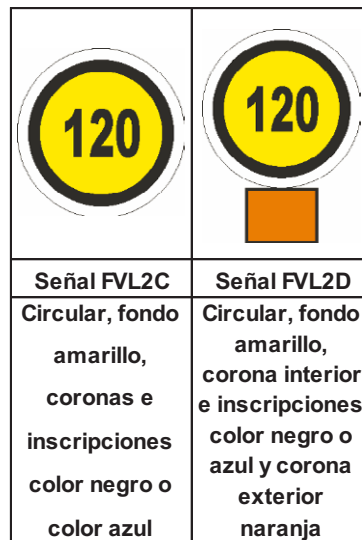 120
120
Señal FVL2C
Señal FVL2D
Circular, fondo
amarillo,
coronas e
inscripciones
color negro o
color azul
Circular, fondo
amarillo,
corona interior
e inscripciones
color negro o
azul y corona
exterior
naranja